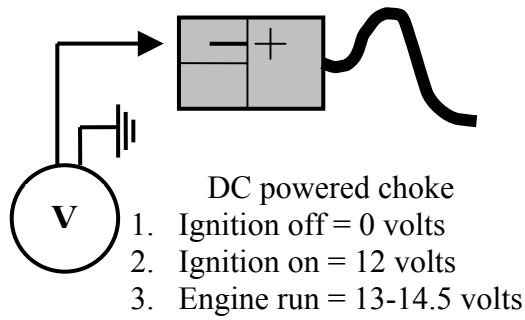 − +
V
DC powered choke
1. Ignition off = 0 volts
2. Ignition on = 12 volts
3. Engine run = 13-14.5 volts